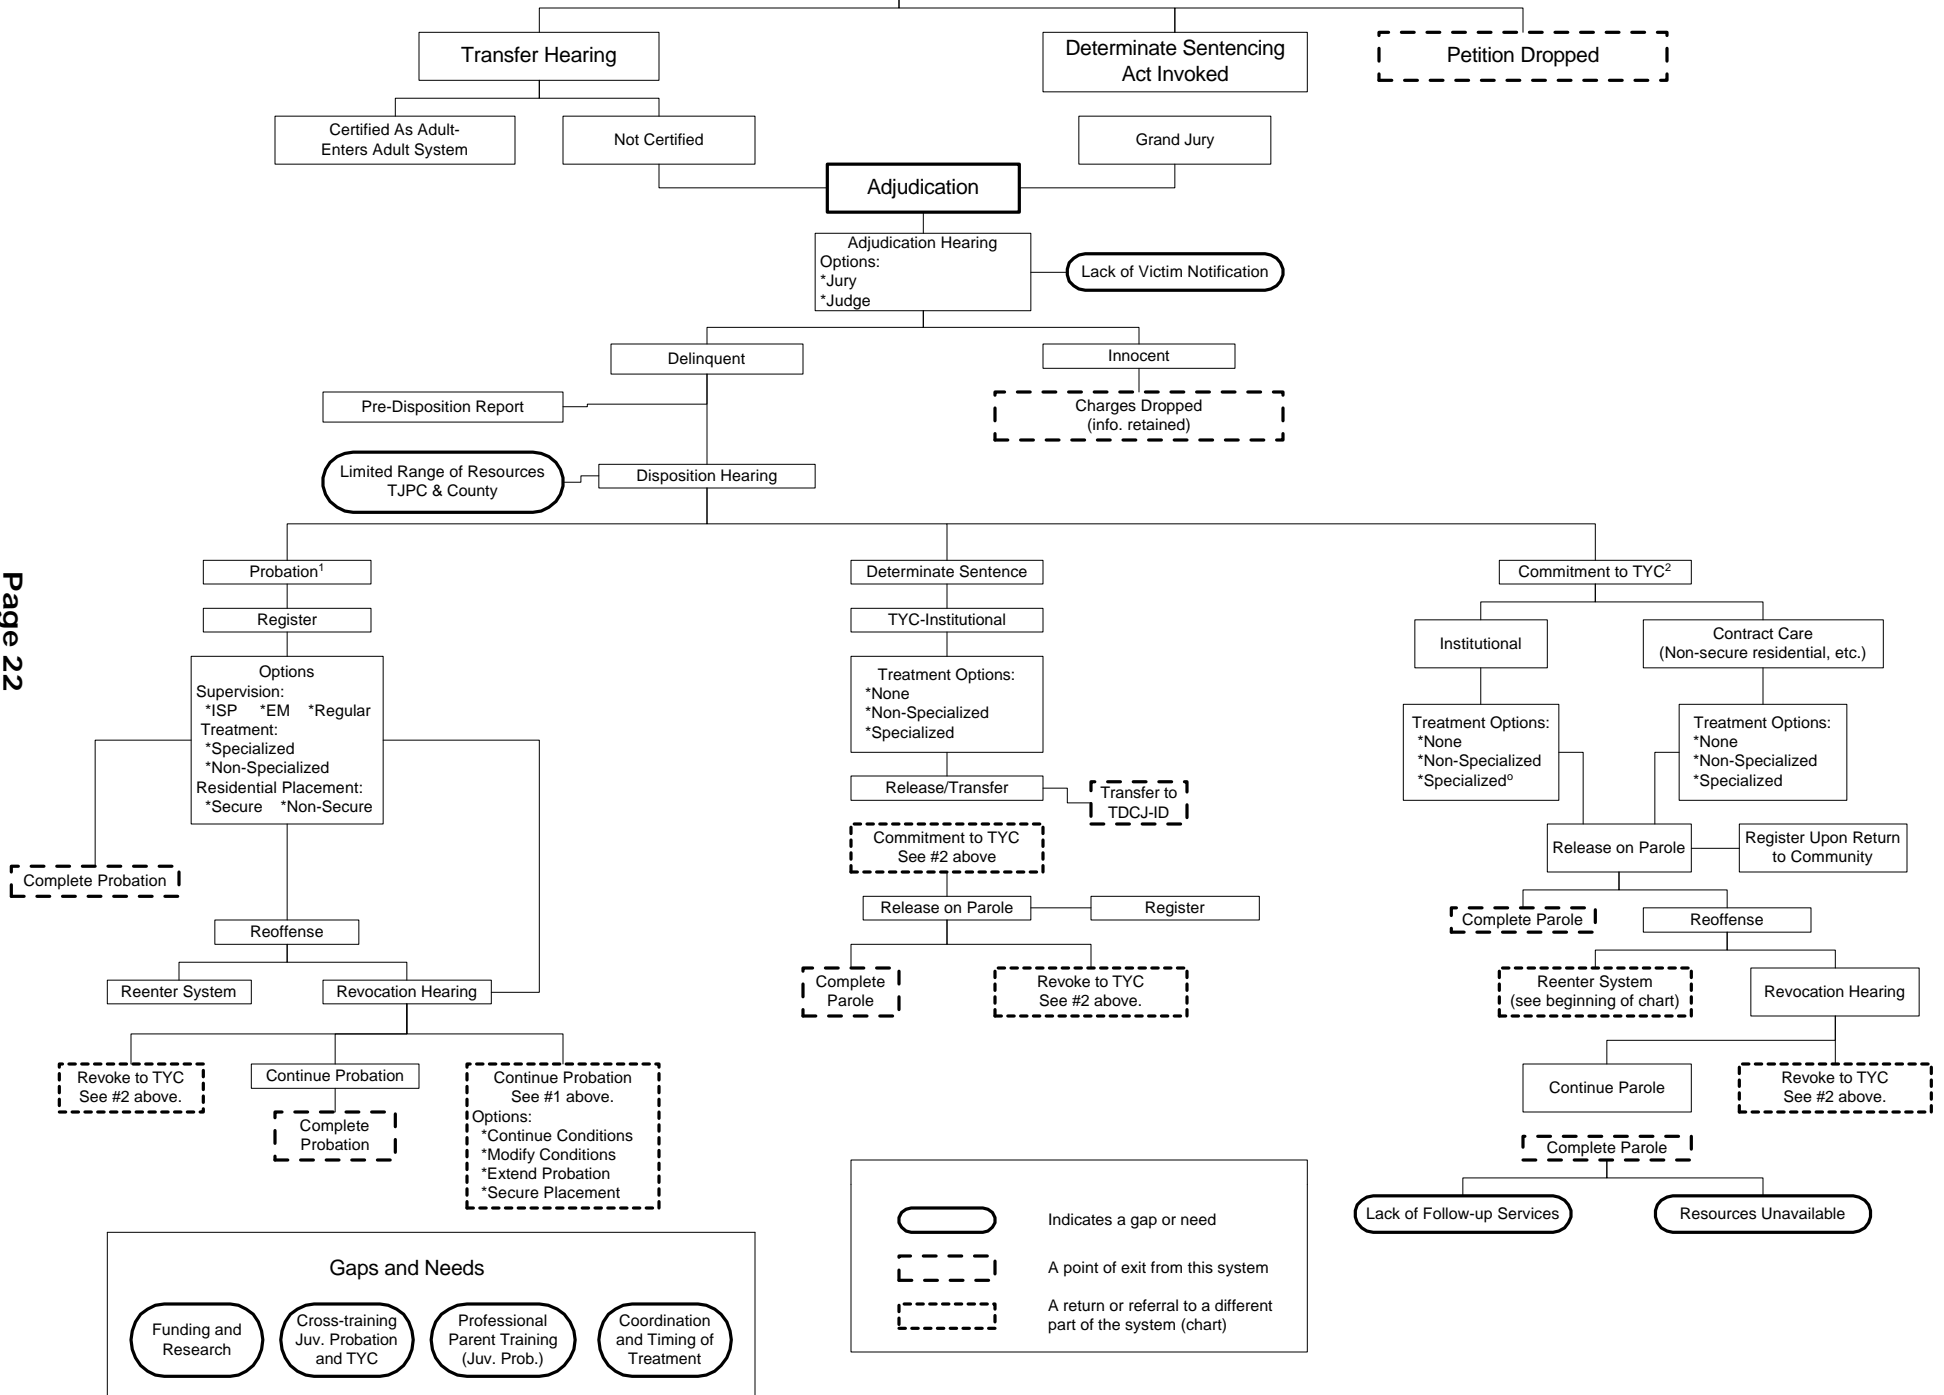 Transfer Hearing
Determinate Sentencing
Act Invoked
Petition Dropped
Certified As Adult-
Enters Adult System
Not Certified
Grand Jury
Adjudication
Adjudication Hearing
Options:
*Jury
*Judge
Lack of Victim Notification
Delinquent
Innocent
Pre-Disposition Report
Charges Dropped
(info. retained)
Limited Range of Resources
TJPC & County
Disposition Hearing
Page 22
Probation¹
Register
Options
Supervision:
*ISP *EM *Regular
Treatment:
*Specialized
*Non-Specialized
Residential Placement:
*Secure *Non-Secure
Complete Probation
Reoffense
Reenter System
Revocation Hearing
Revoke to TYC
See #2 above.
Continue Probation
Complete
Probation
Continue Probation
See #1 above.
Options:
*Continue Conditions
*Modify Conditions
*Extend Probation
*Secure Placement
Determinate Sentence
TYC-Institutional
Treatment Options:
*None
*Non-Specialized
*Specialized
Release/Transfer
Transfer to
TDCJ-ID
Commitment to TYC
See #2 above
Release on Parole
Register
Complete
Parole
Revoke to TYC
See #2 above.
Commitment to TYC²
Institutional
Contract Care
(Non-secure residential, etc.)
Treatment Options:
*None
*Non-Specialized
*Specializedº
Treatment Options:
*None
*Non-Specialized
*Specialized
Release on Parole
Register Upon Return
to Community
Complete Parole
Reoffense
Reenter System
(see beginning of chart)
Revocation Hearing
Continue Parole
Revoke to TYC
See #2 above.
Complete Parole
Lack of Follow-up Services
Resources Unavailable
Indicates a gap or need
A point of exit from this system
A return or referral to a different
part of the system (chart)
Gaps and Needs
Funding and
Research
Cross-training
Juv. Probation
and TYC
Professional
Parent Training
(Juv. Prob.)
Coordination
and Timing of
Treatment